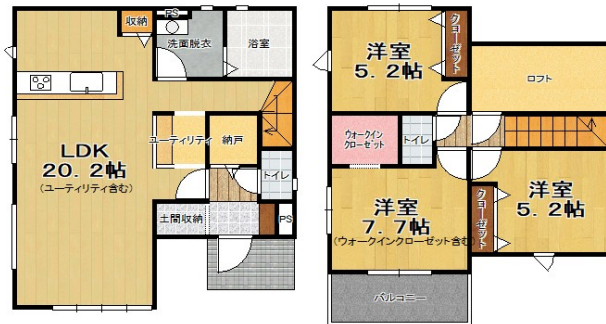 PS
収納
洗面脱衣
浴室
LDK
20.2帖
(ユーティリティ含む)
ユーティリティ
納戸
トイレ
土間収納
PS
洋室
5.2帖
クローゼット
ロフト
ウォークイン
クローゼット
トイレ
洋室
7.7帖
(ウォークインクローゼット含む)
クローゼット
洋室
5.2帖
バルコニー